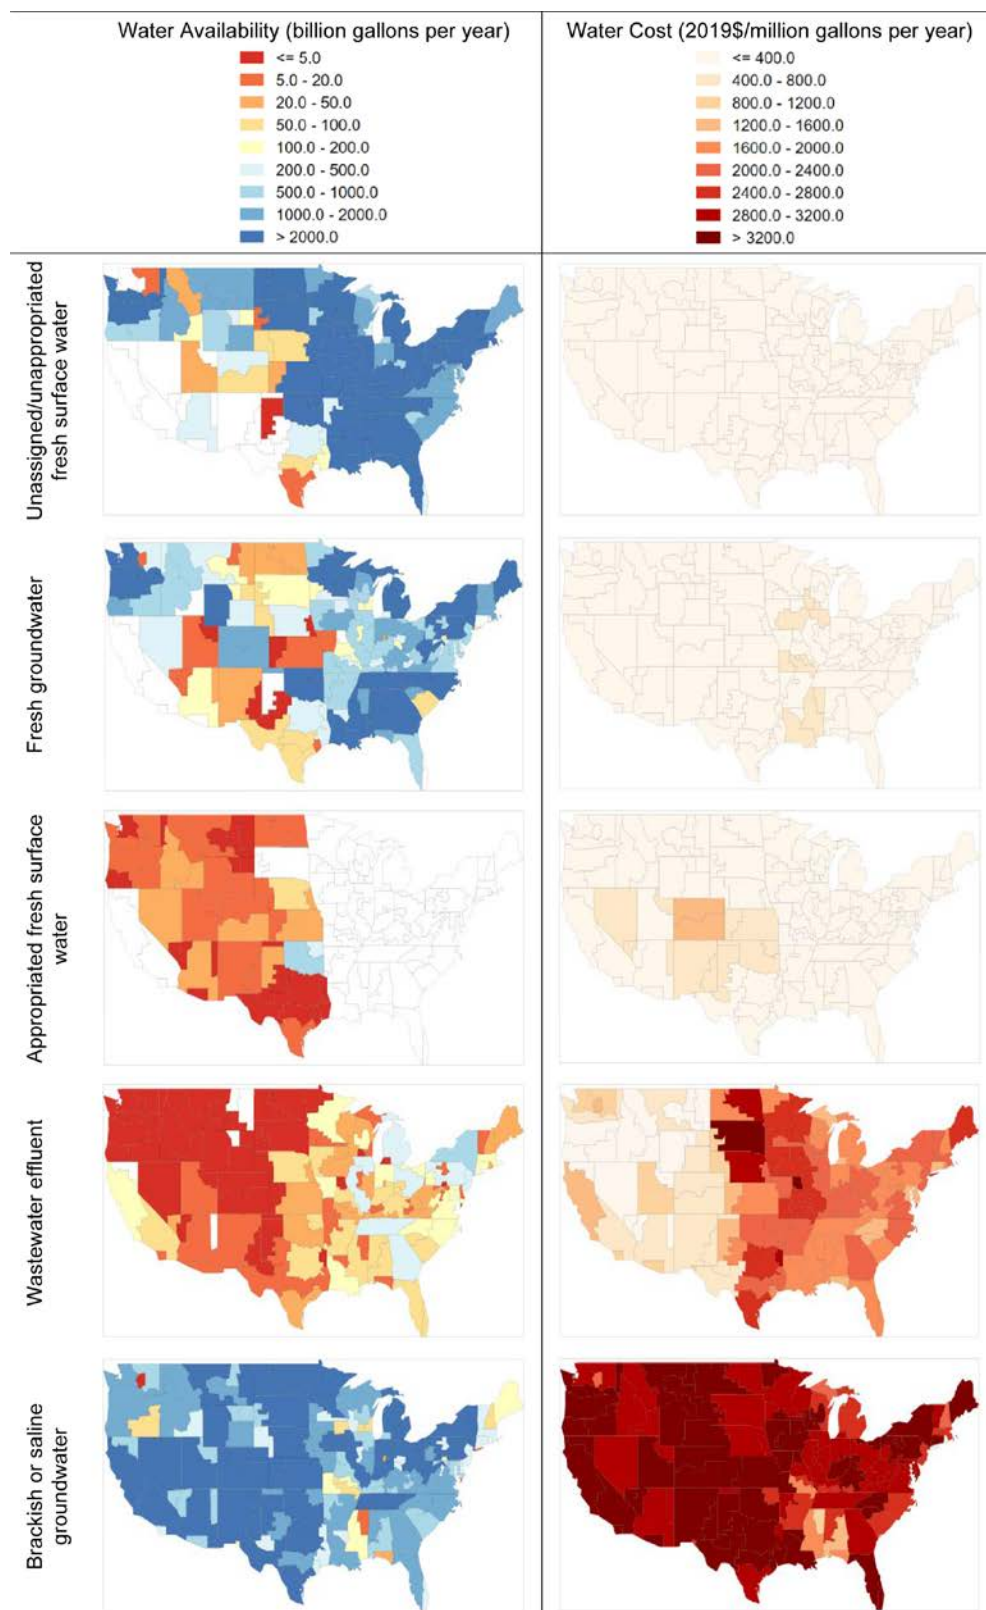 Water Availability (billion gallons per year)
<= 5.0
5.0 - 20.0
20.0 - 50.0
50.0 - 100.0
100.0 - 200.0
200.0 - 500.0
500.0 - 1000.0
1000.0 - 2000.0
> 2000.0
Water Cost (2019$/million gallons per year)
<= 400.0
400.0 - 800.0
800.0 - 1200.0
1200.0 - 1600.0
1600.0 - 2000.0
2000.0 - 2400.0
2400.0 - 2800.0
2800.0 - 3200.0
> 3200.0
Unassigned/unappropriated
fresh surface water
Fresh groundwater
Appropriated fresh surface
water
Wastewater effluent
Brackish or saline
groundwater